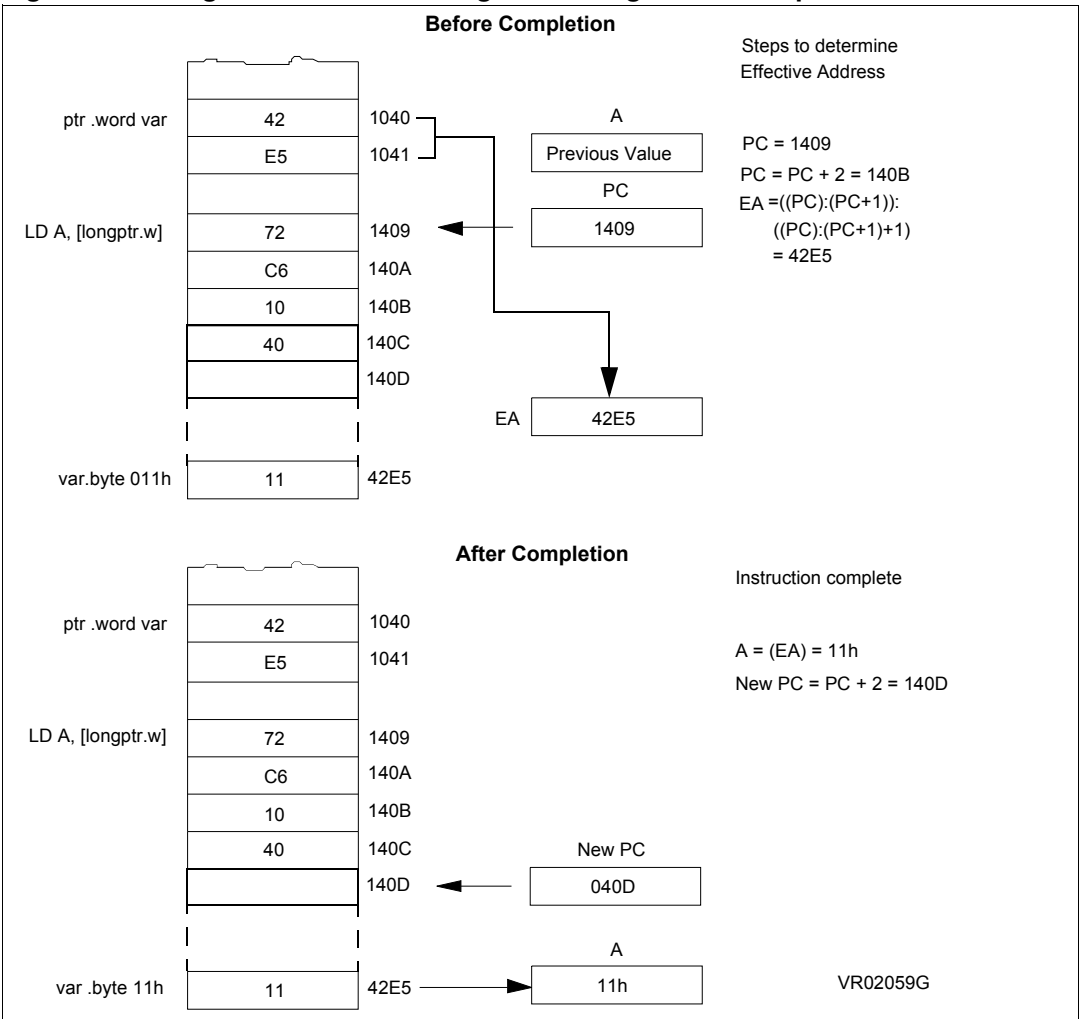 Before Completion
Steps to determine
Effective Address
ptr .word var 42 1040
E5 1041
A
Previous Value
PC
1409
PC = 1409
PC = PC + 2 = 140B
EA =((PC):(PC+1)):
((PC):(PC+1)+1)
= 42E5
LD A, [longptr.w] 72 1409
C6 140A
10 140B
40 140C
140D
EA 42E5
var.byte 011h 11 42E5
After Completion
Instruction complete
ptr .word var 42 1040
E5 1041
A = (EA) = 11h
New PC = PC + 2 = 140D
LD A, [longptr.w] 72 1409
C6 140A
10 140B
40 140C
140D
New PC
040D
A
var .byte 11h 11 42E5 11h
VR02059G